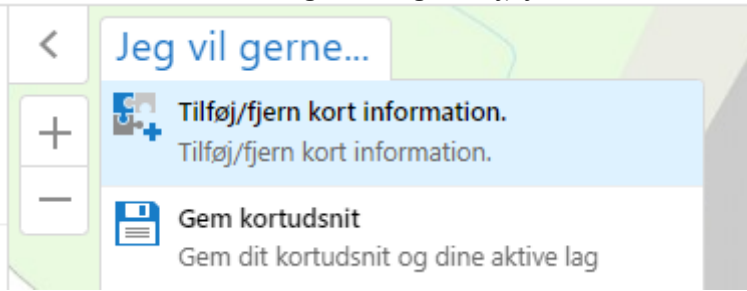 Jeg vil gerne...
Tilføj/fjern kort information.
Tilføj/fjern kort information.
Gem kortudsnit
Gem dit kortudsnit og dine aktive lag